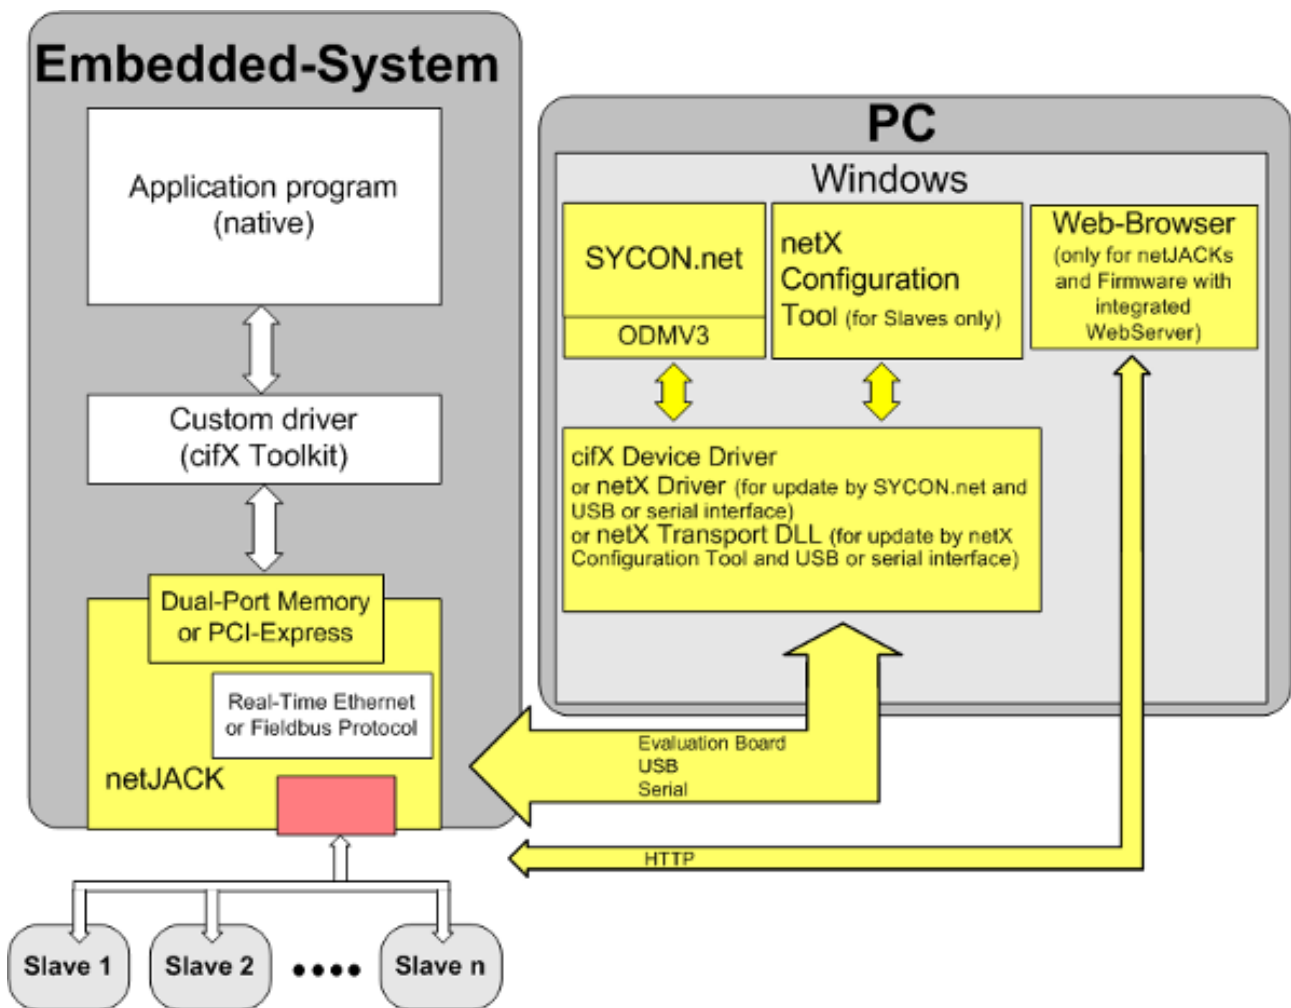 Embedded-System
Application program
(native)
Custom driver
(cifX Toolkit)
Dual-Port Memory
or PCI-Express
Real-Time Ethernet
or Fieldbus Protocol
netJACK
Slave 1
Slave 2
Slave n
PC
Windows
SYCON.net
ODMV3
netX
Configuration
Tool (for Slaves only)
Web-Browser
(only for netJACKs
and Firmware with
integrated
WebServer)
cifX Device Driver
or netX Driver (for update by SYCON.net and
USB or serial interface)
or netX Transport DLL (for update by netX
Configuration Tool and USB or serial interface)
Evaluation Board
USB
Serial
HTTP